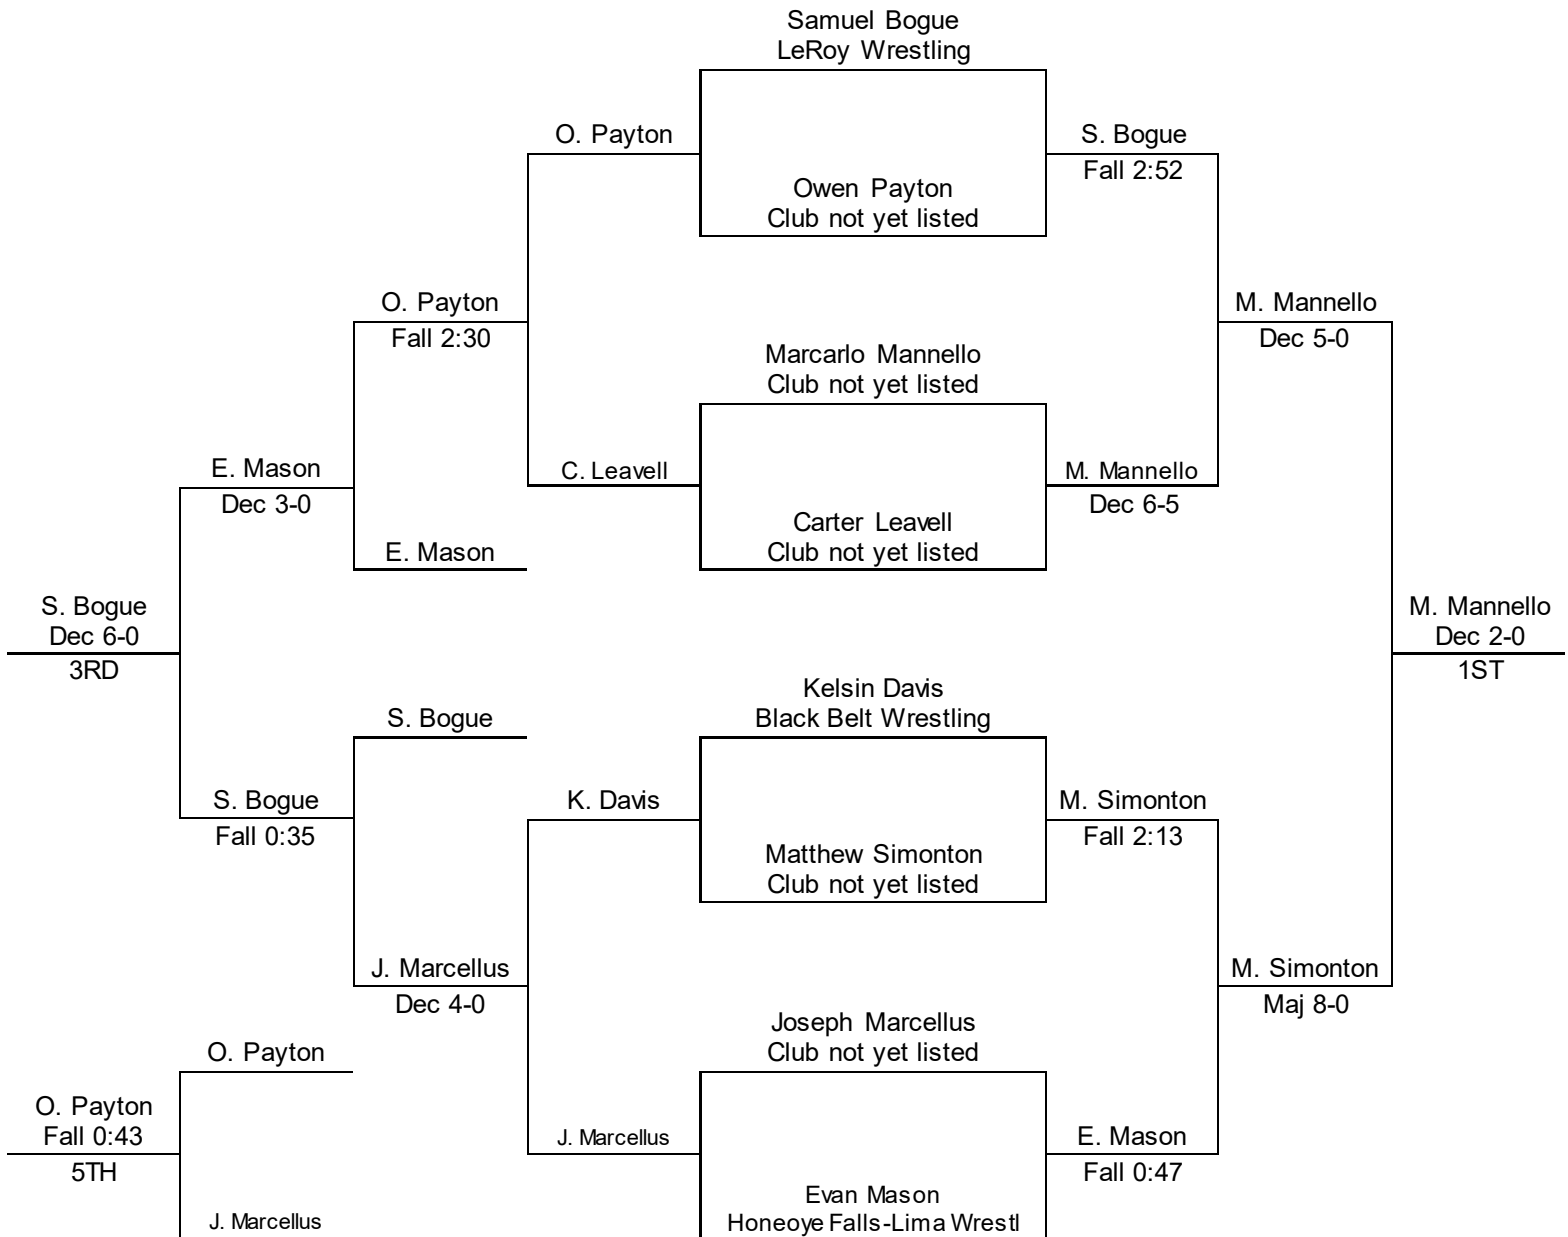 Samuel Bogue
LeRoy Wrestling
O. Payton
S. Bogue
Fall 2:52
Owen Payton
Club not yet listed
O. Payton
Fall 2:30
M. Mannello
Dec 5-0
Marcarlo Mannello
Club not yet listed
E. Mason
Dec 3-0
C. Leavell
M. Mannello
Dec 6-5
Carter Leavell
Club not yet listed
E. Mason
S. Bogue
Dec 6-0
3RD
M. Mannello
Dec 2-0
1ST
Kelsin Davis
Black Belt Wrestling
S. Bogue
S. Bogue
Fall 0:35
K. Davis
M. Simonton
Fall 2:13
Matthew Simonton
Club not yet listed
J. Marcellus
Dec 4-0
M. Simonton
Maj 8-0
Joseph Marcellus
Club not yet listed
O. Payton
O. Payton
Fall 0:43
5TH
J. Marcellus
E. Mason
Fall 0:47
Evan Mason
Honeoye Falls-Lima Wrestl
J. Marcellus